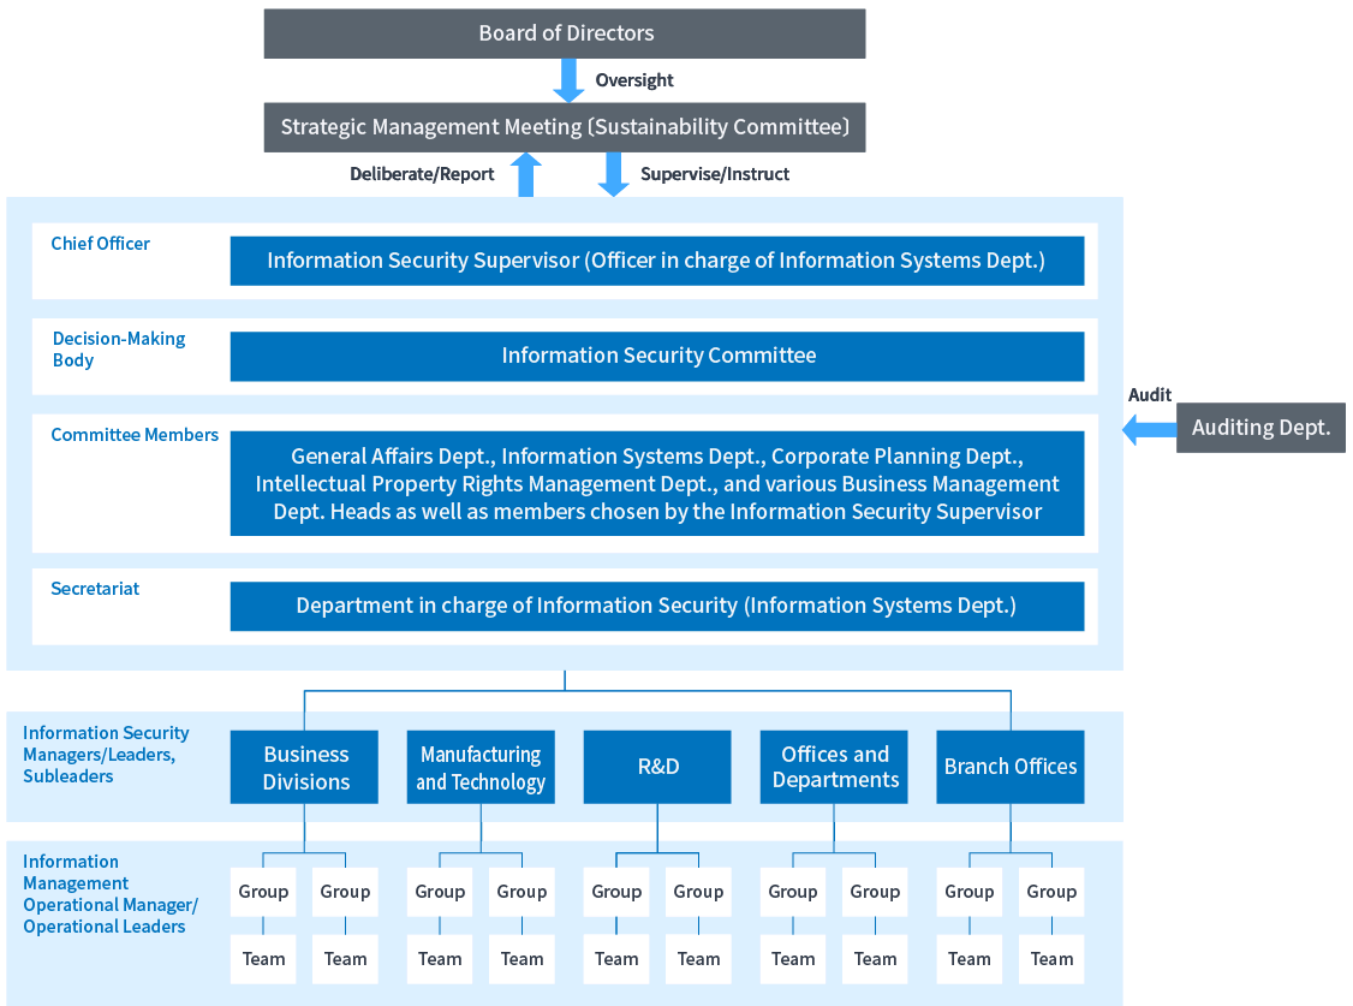 Board of Directors
Oversight
Strategic Management Meeting〔Sustainability Committee〕
Deliberate/Report
Supervise/Instruct
Chief Officer
Information Security Supervisor (Officer in charge of Information Systems Dept.)
Decision-Making
Body
Information Security Committee
Audit
Auditing Dept.
Committee Members
General Affairs Dept., Information Systems Dept., Corporate Planning Dept.,
Intellectual Property Rights Management Dept., and various Business Management
Dept. Heads as well as members chosen by the Information Security Supervisor
Secretariat
Department in charge of Information Security (Information Systems Dept.)
Information Security
Managers/Leaders,
Subleaders
Business
Divisions
Manufacturing
and Technology
R&D
Offices and
Departments
Branch Offices
Information
Management
Operational Manager/
Operational Leaders
Group
Group
Group
Group
Group
Group
Group
Group
Group
Group
Team
Team
Team
Team
Team
Team
Team
Team
Team
Team